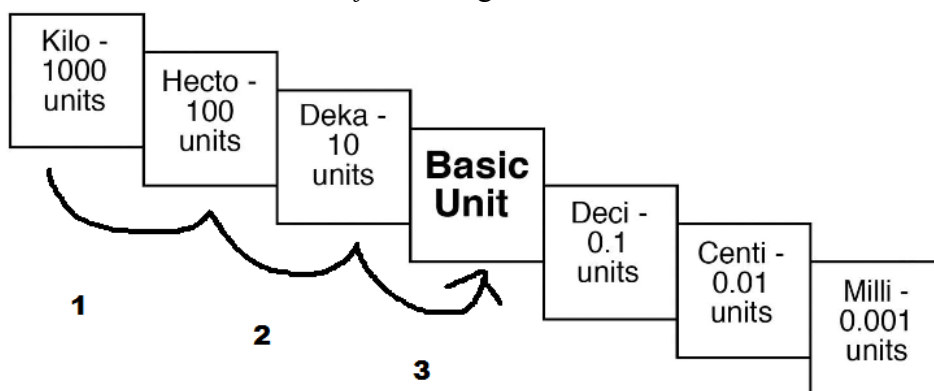 Kilo -
1000
units
Hecto -
100
units
Deka -
10
units
Basic
Unit
Deci -
0.1
units
Centi -
0.01
units
Milli -
0.001
units
1
2
3